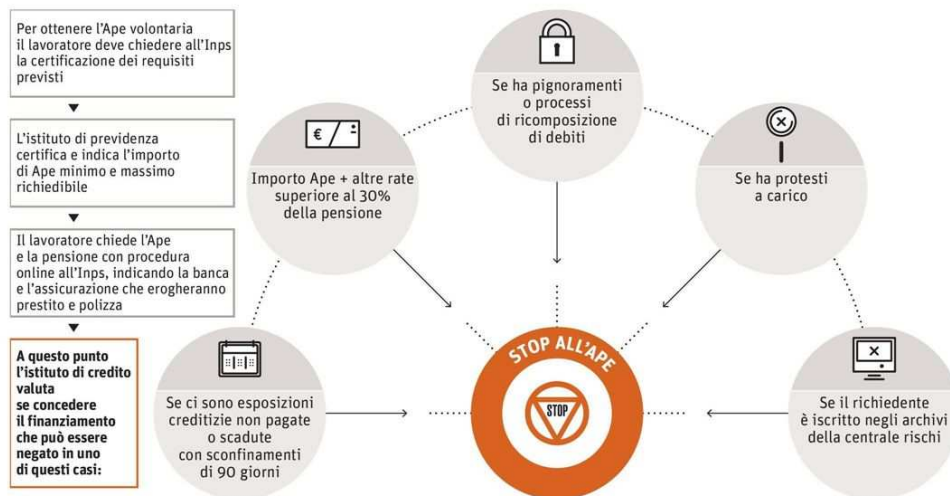 Per ottenere l'Ape volontaria
il lavoratore deve chiedere all'Inps
la certificazione dei requisiti
previsti
L'istituto di previdenza
certifica e indica l'importo
di Ape minimo e massimo
richiedibile
Il lavoratore chiede l'Ape
e la pensione con procedura
online all'Inps, indicando la banca
e l'assicurazione che erogheranno
prestito e polizza
A questo punto
l'istituto di credito
valuta
se concedere
il finanziamento
che può essere
negato in uno
di questi casi:
Se ci sono esposizioni
creditizie non pagate
o scadute
con sconfinamenti
di 90 giorni
€
Importo Ape + altre rate
superiore al 30%
della pensione
Se ha pignoramenti
o processi
di ricomposizione
di debiti
Se ha protesti
a carico
Se il richiedente
è iscritto negli archivi
della centrale rischi
STOP ALL'APE
STOP